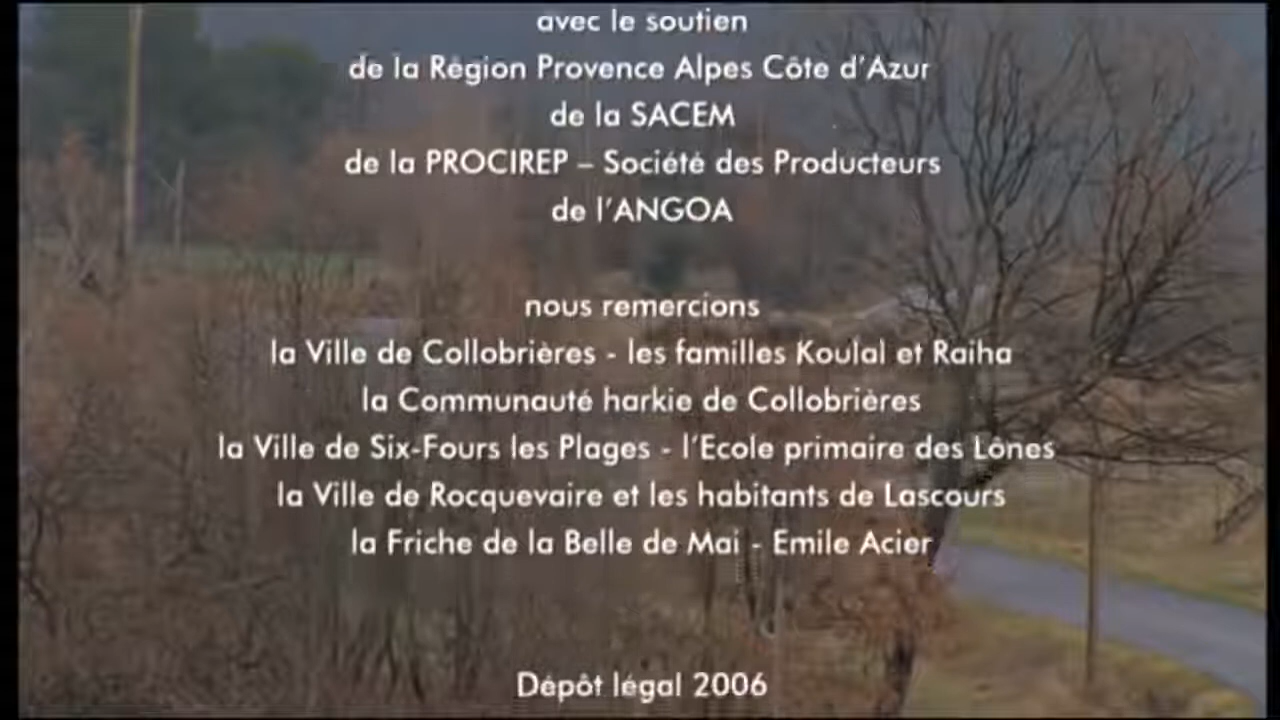 avec le soutien
de la Région Provence Alpes Côte d'Azur
de la SACEM
de la PROCIREP – Société des Producteurs
de l'ANGOA
nous remercions
la Ville de Collobrières - les familles Koulal et Raiha
la Communauté harkie de Collobrières
la Ville de Six-Fours les Plages - l'Ecole primaire des Lônes
la Ville de Rocquevaire et les habitants de Lascours
la Friche de la Belle de Mai - Emile Acier
Dépôt légal 2006